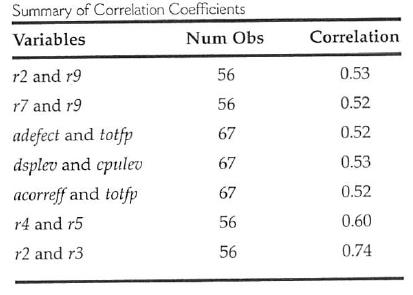 Summary of Correlation Coefficients
Variables Num Obs Correlation
r2 and r9 56 0.53
r7 and r9 56 0.52
adefect and totfp 67 0.52
dsplev and cpulev 67 0.53
acorreff and totfp 67 0.52
r4 and r5 56 0.60
r2 and r3 56 0.74